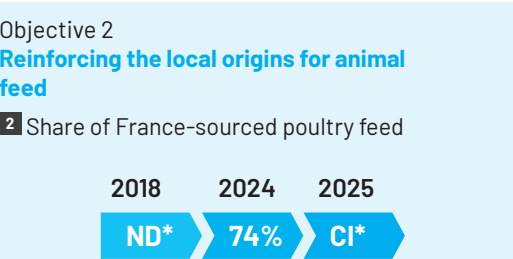 Objective 2
Reinforcing the local origins for animal
feed
2 Share of France-sourced poultry feed
2018 2024 2025
ND* 74% CI*